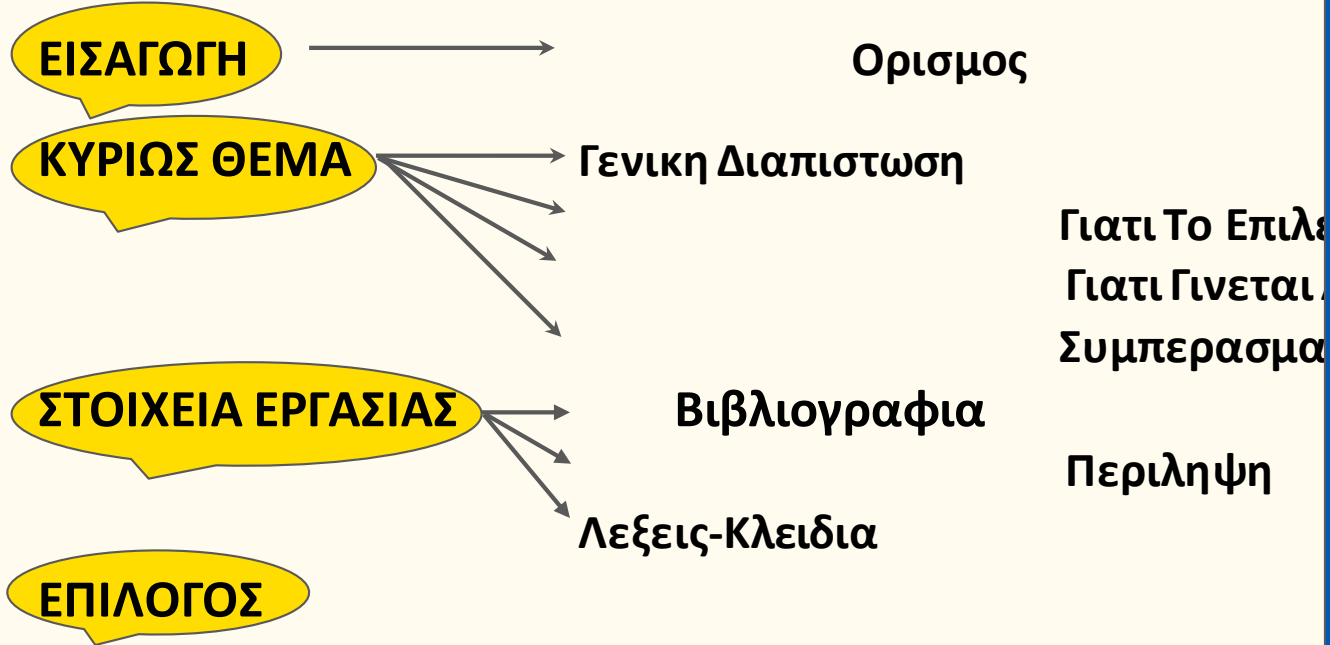 ΕΙΣΑΓΩΓΗ
Ορισμος
ΚΥΡΙΩΣ ΘΕΜΑ
Γενικη Διαπιστωση
Γιατι Το
Γιατι Γινεται
Συμπερασμα
ΣΤΟΙΧΕΙΑ ΕΡΓΑΣΙΑΣ
Βιβλιογραφια
Περιληψη
Λεξεις-Κλειδια
ΕΠΙΛΟΓΟΣ